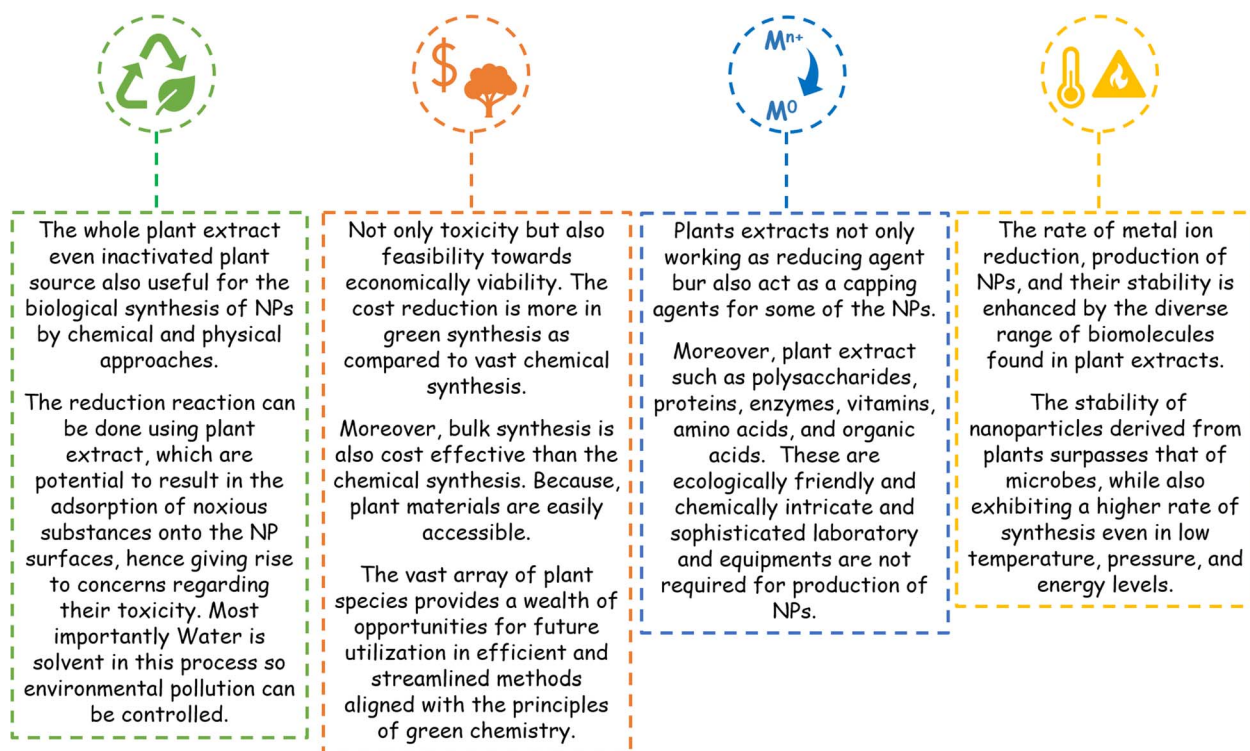 $
Mn+
M0
The whole plant extract
even inactivated plant
source also useful for the
biological synthesis of NPs
by chemical and physical
approaches.
The reduction reaction can
be done using plant
extract, which are
potential to result in the
adsorption of noxious
substances onto the NP
surfaces, hence giving rise
to concerns regarding
their toxicity. Most
importantly Water is
solvent in this process so
environmental pollution can
be controlled.
Not only toxicity but also
feasibility towards
economically viability. The
cost reduction is more in
green synthesis as
compared to vast chemical
synthesis.
Moreover, bulk synthesis is
also cost effective than the
chemical synthesis. Because,
plant materials are easily
accessible.
The vast array of plant
species provides a wealth of
opportunities for future
utilization in efficient and
streamlined methods
aligned with the principles
of green chemistry.
Plants extracts not only
working as reducing agent
bur also act as a capping
agents for some of the NPs.
Moreover, plant extract
such as polysaccharides,
proteins, enzymes, vitamins,
amino acids, and organic
acids.  These are
ecologically friendly and
chemically intricate and
sophisticated laboratory
and equipments are not
required for production of
NPs.
The rate of metal ion
reduction, production of
NPs, and their stability is
enhanced by the diverse
range of biomolecules
found in plant extracts.
The stability of
nanoparticles derived from
plants surpasses that of
microbes, while also
exhibiting a higher rate of
synthesis even in low
temperature, pressure, and
energy levels.